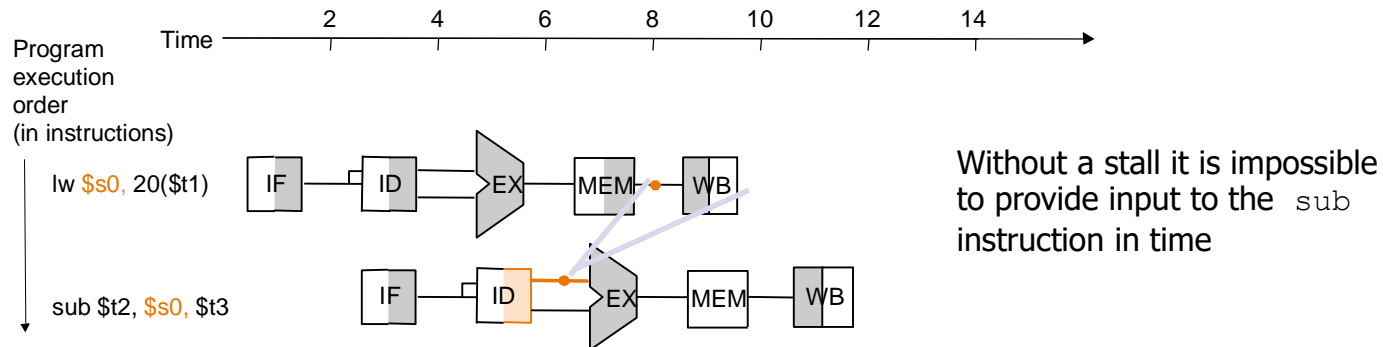 2 4 6 8 10 12 14
Time
Program
execution
order
(in instructions)
lw $s0, 20($t1)
IF ID EX MEM WB
Without a stall it is impossible
to provide input to the sub
instruction in time
sub $t2, $s0, $t3
IF ID EX MEM WB